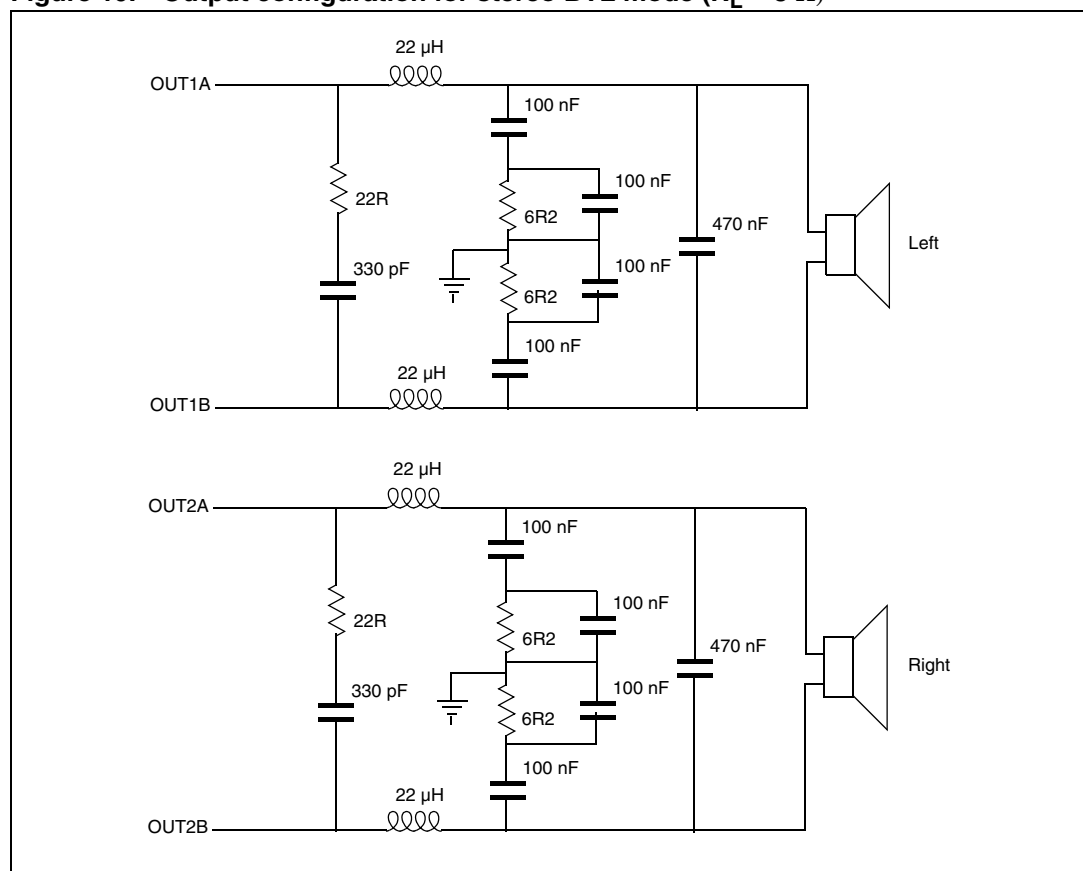 22 µH
OUT1A
100 nF
100 nF
22R
6R2
470 nF
Left
330 pF
100 nF
6R2
100 nF
22 µH
OUT1B
22 µH
OUT2A
100 nF
100 nF
22R
6R2
470 nF
Right
330 pF
100 nF
6R2
100 nF
22 µH
OUT2B